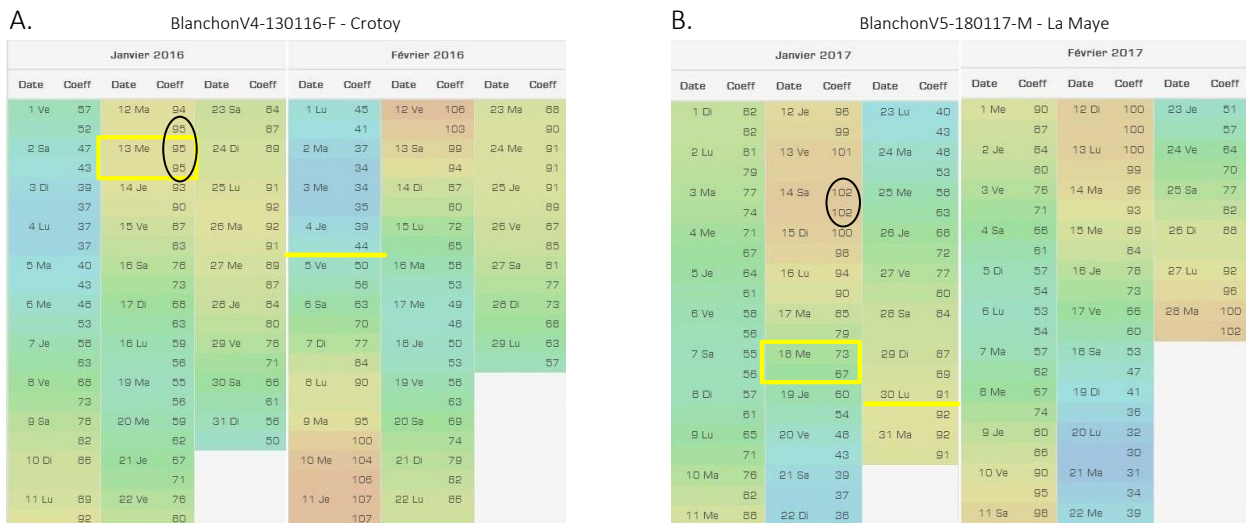 A.
BlanchonV4-130116-F - Crotoy
Janvier 2016 Février 2016
Date Coeff Date Coeff Date Coeff Date Coeff Date Coeff Date Coeff
1 Ve 57 12 Ma 94 23 Sa 84 1 Lu 45 12 Ve 106 23 Ma 88
52 95 87 41 103 90
2 Sa 47 13 Me 95 24 Di 89 2 Ma 37 13 Sa 99 24 Me 91
43 95 34 94 91
3 Di 39 14 Je 93 25 Lu 91 3 Me 34 14 Di 87 25 Je 91
37 90 92 35 80 89
4 Lu 37 15 Ve 87 26 Ma 92 4 Je 39 15 Lu 72 26 Ve 87
37 83 91 44 65 85
5 Ma 40 16 Sa 78 27 Me 89 5 Ve 50 16 Ma 58 27 Sa 81
43 73 87 56 53 77
6 Me 48 17 Di 68 28 Je 84 6 Sa 63 17 Me 49 28 Di 73
53 63 80 70 48 68
7 Je 58 18 Lu 59 29 Ve 76 7 Di 77 18 Je 50 29 Lu 63
63 56 71 84 53 57
8 Ve 68 19 Ma 55 30 Sa 66 8 Lu 90 19 Ve 58
73 56 61 63
9 Sa 78 20 Me 59 31 Di 56 9 Ma 95 20 Sa 69
82 62 50 100 74
10 Di 86 21 Je 67 10 Me 104 21 Di 79
71 106 82
11 Lu 89 22 Ve 76 11 Je 107 22 Lu 86
92 80 107
B.
BlanchonV5-180117-M - La Maye
Janvier 2017 Février 2017
Date Coeff Date Coeff Date Coeff Date Coeff Date Coeff Date Coeff
1 Di 82 12 Je 96 23 Lu 40 1 Me 90 12 Di 100 23 Je 51
82 99 43 87 100 57
2 Lu 81 13 Ve 101 24 Ma 48 2 Je 84 13 Lu 100 24 Ve 64
79 53 80 99 70
3 Ma 77 14 Sa 102 25 Me 58 3 Ve 76 14 Ma 96 25 Sa 77
74 102 63 71 93 82
4 Me 71 15 Di 100 26 Je 68 4 Sa 66 15 Me 89 26 Di 88
67 98 72 61 84
5 Je 64 16 Lu 94 27 Ve 77 5 Di 57 16 Je 78 27 Lu 92
61 90 80 54 73 96
6 Ve 58 17 Ma 85 28 Sa 84 6 Lu 53 17 Ve 66 28 Ma 100
56 79 54 60 102
7 Sa 55 18 Me 73 29 Di 87 7 Ma 57 18 Sa 53
56 67 89 62 47
8 Di 57 19 Je 60 30 Lu 91 8 Me 67 19 Di 41
61 54 92 74 36
9 Lu 65 20 Ve 48 31 Ma 92 9 Je 80 20 Lu 32
71 43 91 86 30
10 Ma 76 21 Sa 39 10 Ve 90 21 Ma 31
82 37 95 34
11 Me 88 22 Di 36 11 Sa 98 22 Me 39